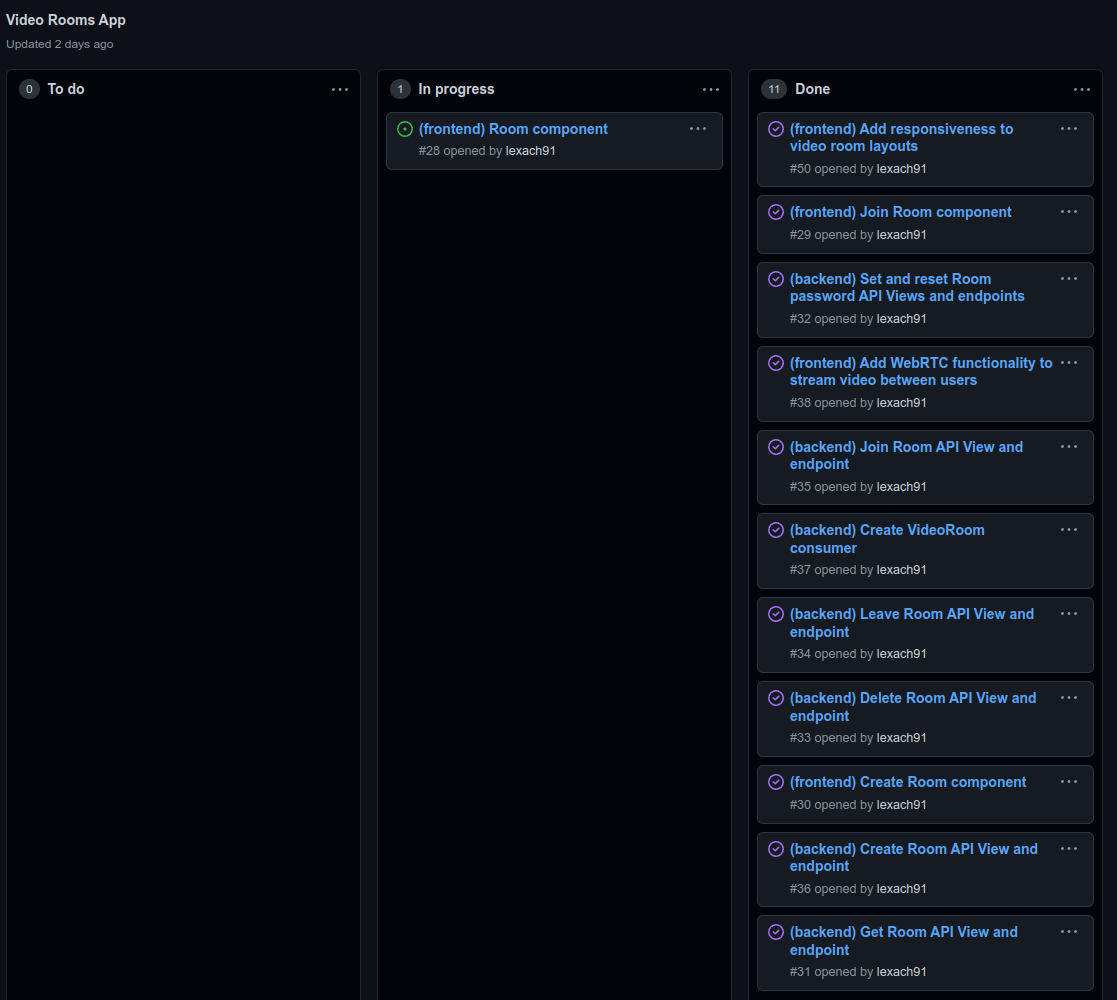 Video Rooms App
Updated 2 days ago
0 To do
1 In progress
(frontend) Room component
#28 opened by lexach91
11 Done
(frontend) Add responsiveness to
video room layouts
#50 opened by lexach91
(frontend) Join Room component
#29 opened by lexach91
(backend) Set and reset Room
password API Views and endpoints
#32 opened by lexach91
(frontend) Add WebRTC functionality to
stream video between users
#38 opened by lexach91
(backend) Join Room API View and
endpoint
#35 opened by lexach91
(backend) Create VideoRoom
consumer
#37 opened by lexach91
(backend) Leave Room API View and
endpoint
#34 opened by lexach91
(backend) Delete Room API View and
endpoint
#33 opened by lexach91
(frontend) Create Room component
#30 opened by lexach91
(backend) Create Room API View and
endpoint
#36 opened by lexach91
(backend) Get Room API View and
endpoint
#31 opened by lexach91